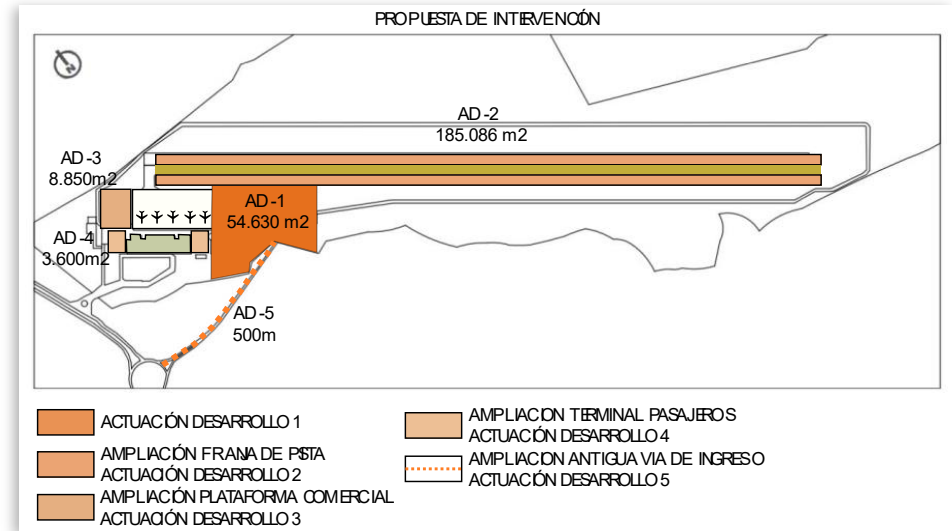 PROPUESTA DE INTERVENCÓN
AD-2
185.086 m2
AD-3
8.850m2
AD-1
54.630 m2
AD-4
3.600m2
AD-5
500m
ACTUACIÓN DESARROLLO 1
AMPLIACIÓN FRANJA DE PISTA
ACTUACIÓN DESARROLLO 2
AMPLIACIÓN PLATAFORMA COMERCIAL
ACTUACIÓN DESARROLLO 3
AMPLIACION TERMINAL PASAJEROS
ACTUACIÓN DESARROLLO 4
AMPLIACION ANTIGUA VIA DE INGRESO
ACTUACIÓN DESARROLLO 5